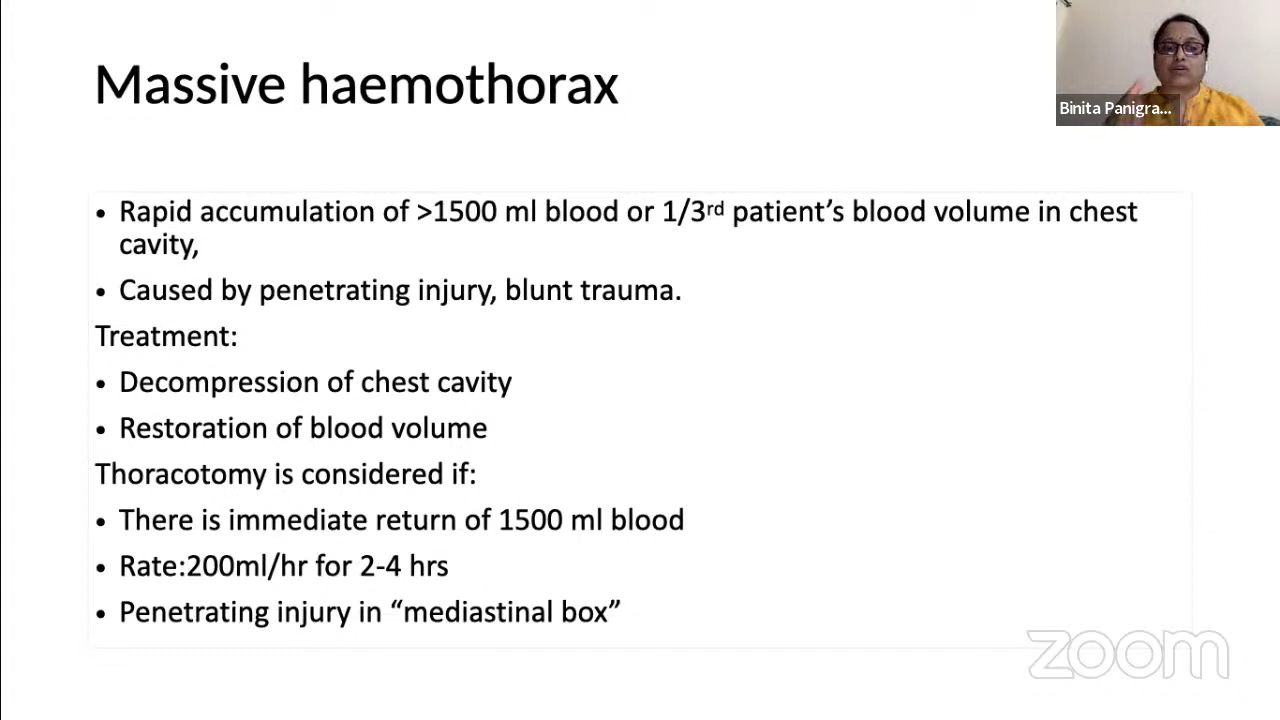 Massive haemothorax
Binita Panigra...
• Rapid accumulation of >1500 ml blood or 1/3rd patient’s blood volume in chest
cavity,
• Caused by penetrating injury, blunt trauma.
Treatment:
• Decompression of chest cavity
• Restoration of blood volume
Thoracotomy is considered if:
• There is immediate return of 1500 ml blood
• Rate:200ml/hr for 2-4 hrs
• Penetrating injury in “mediastinal box”
zoom